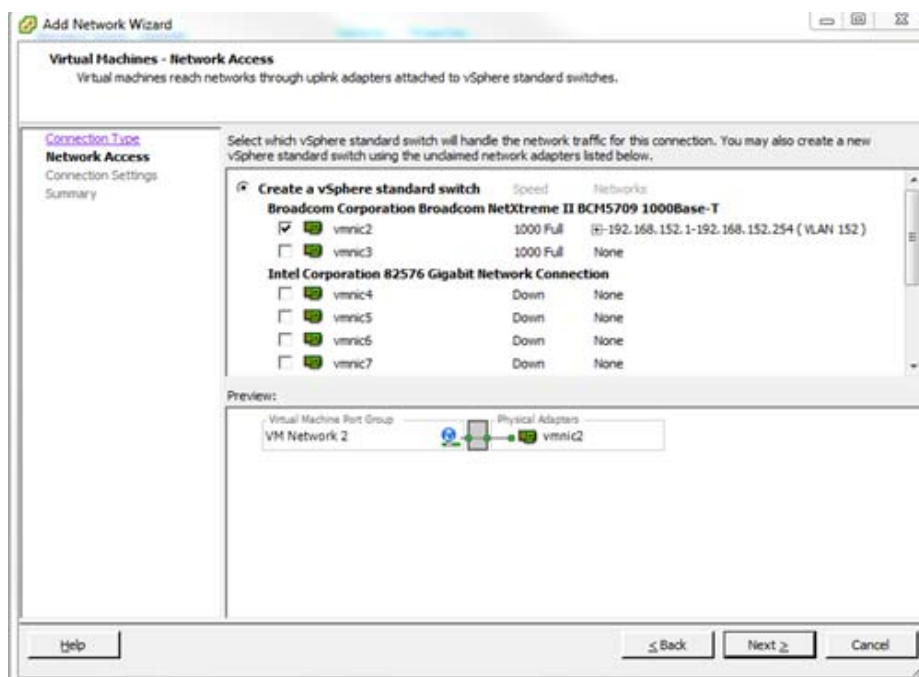 Add Network Wizard
Virtual Machines - Network Access
Virtual machines reach networks through uplink adapters attached to vSphere standard switches.
Connection Type
Network Access
Connection Settings
Summary
Select which vSphere standard switch will handle the network traffic for this connection. You may also create a new
vSphere standard switch using the unclaimed network adapters listed below.
Create a vSphere standard switch Speed Networks
Broadcom Corporation Broadcom NetXtreme II BCM5709 1000Base-T
vmnic2 1000 Full 192.168.152.1-192.168.152.254 ( VLAN 152 )
vmnic3 1000 Full None
Intel Corporation 82576 Gigabit Network Connection
vmnic4 Down None
vmnic5 Down None
vmnic6 Down None
vmnic7 Down None
Preview:
Virtual Machine Port Group Physical Adapters
VM Network 2 vmnic2
Help < Back Next > Cancel